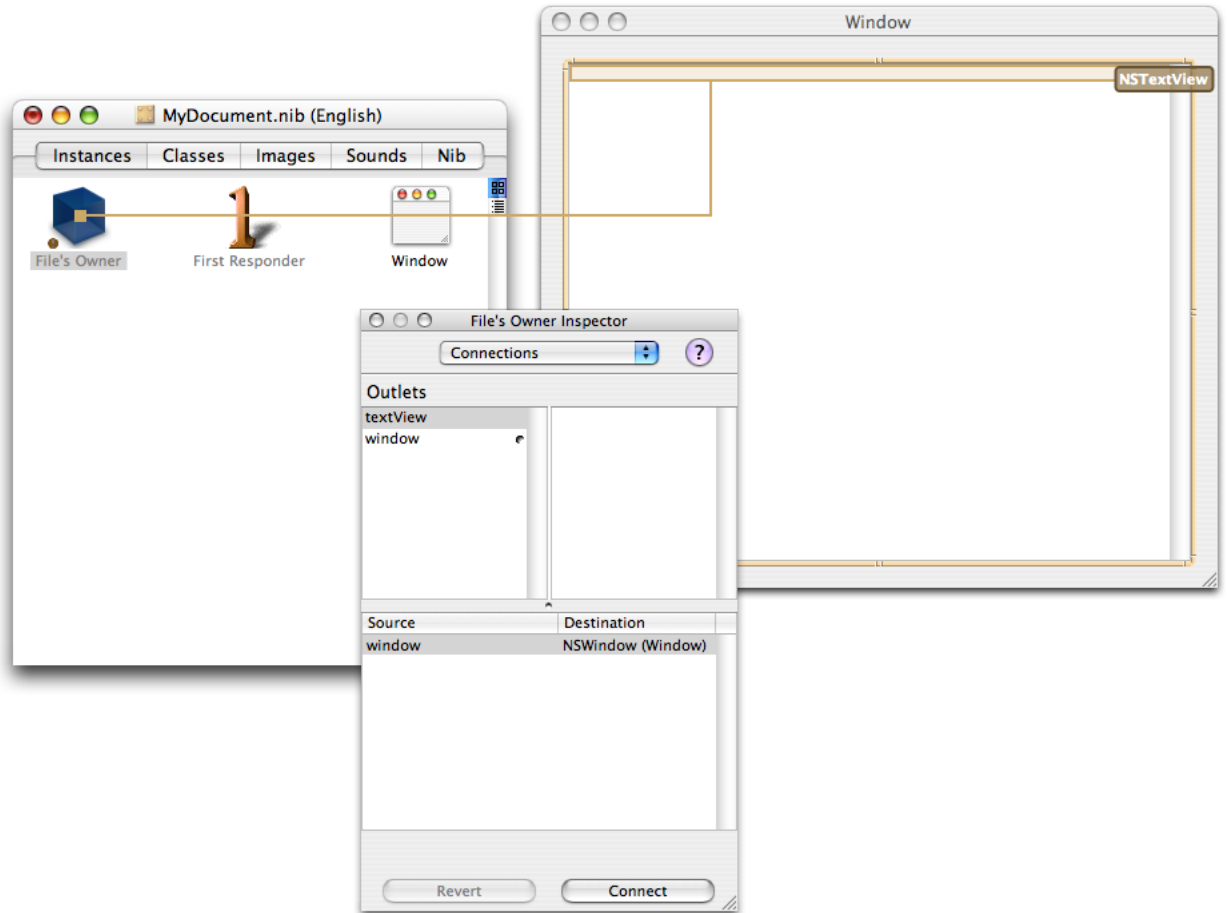 Window
NSTextView
MyDocument.nib (English)
Instances Classes Images Sounds Nib
File's Owner First Responder Window
File's Owner Inspector
Connections ?
Outlets
textView
window
Source Destination
window NSWindow (Window)
Revert Connect